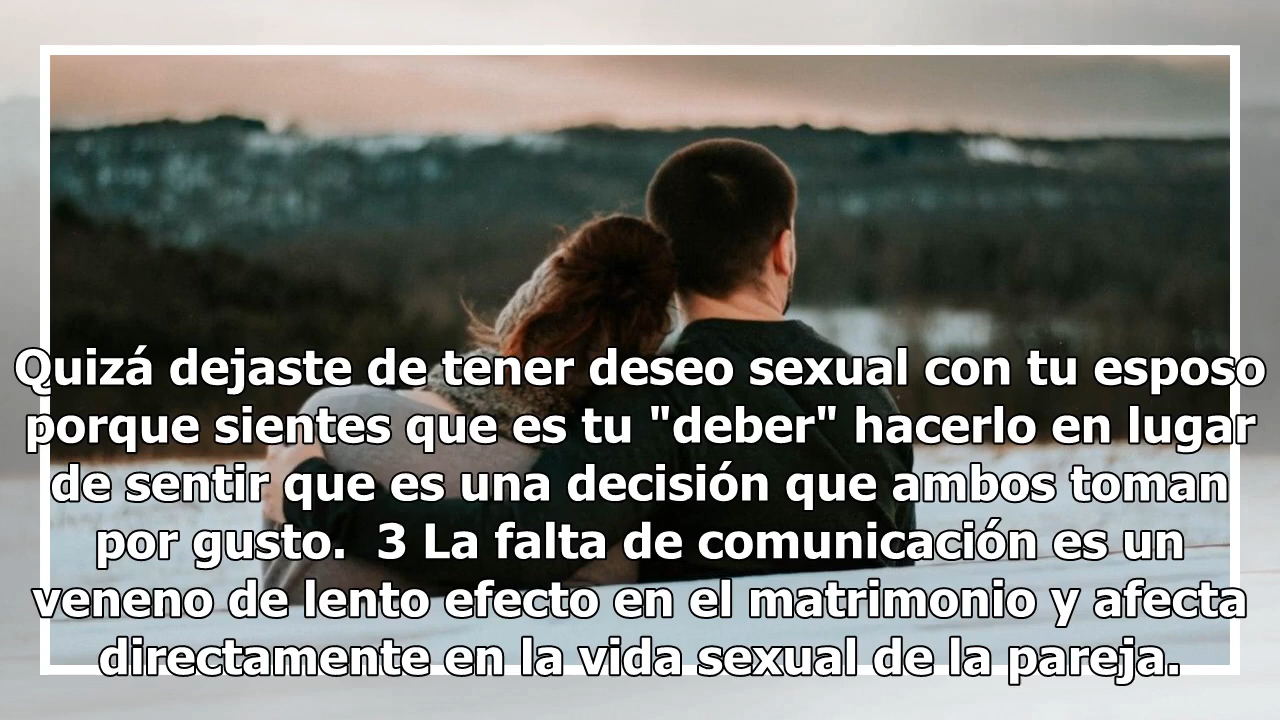 Quizá dejaste de tener deseo sexual con tu esposo
porque sientes que es tu "deber" hacerlo en lugar
de sentir que es una decisión que ambos toman
por gusto.  3 La falta de comunicación es un
veneno de lento efecto en el matrimonio y afecta
directamente en la vida sexual de la pareja.